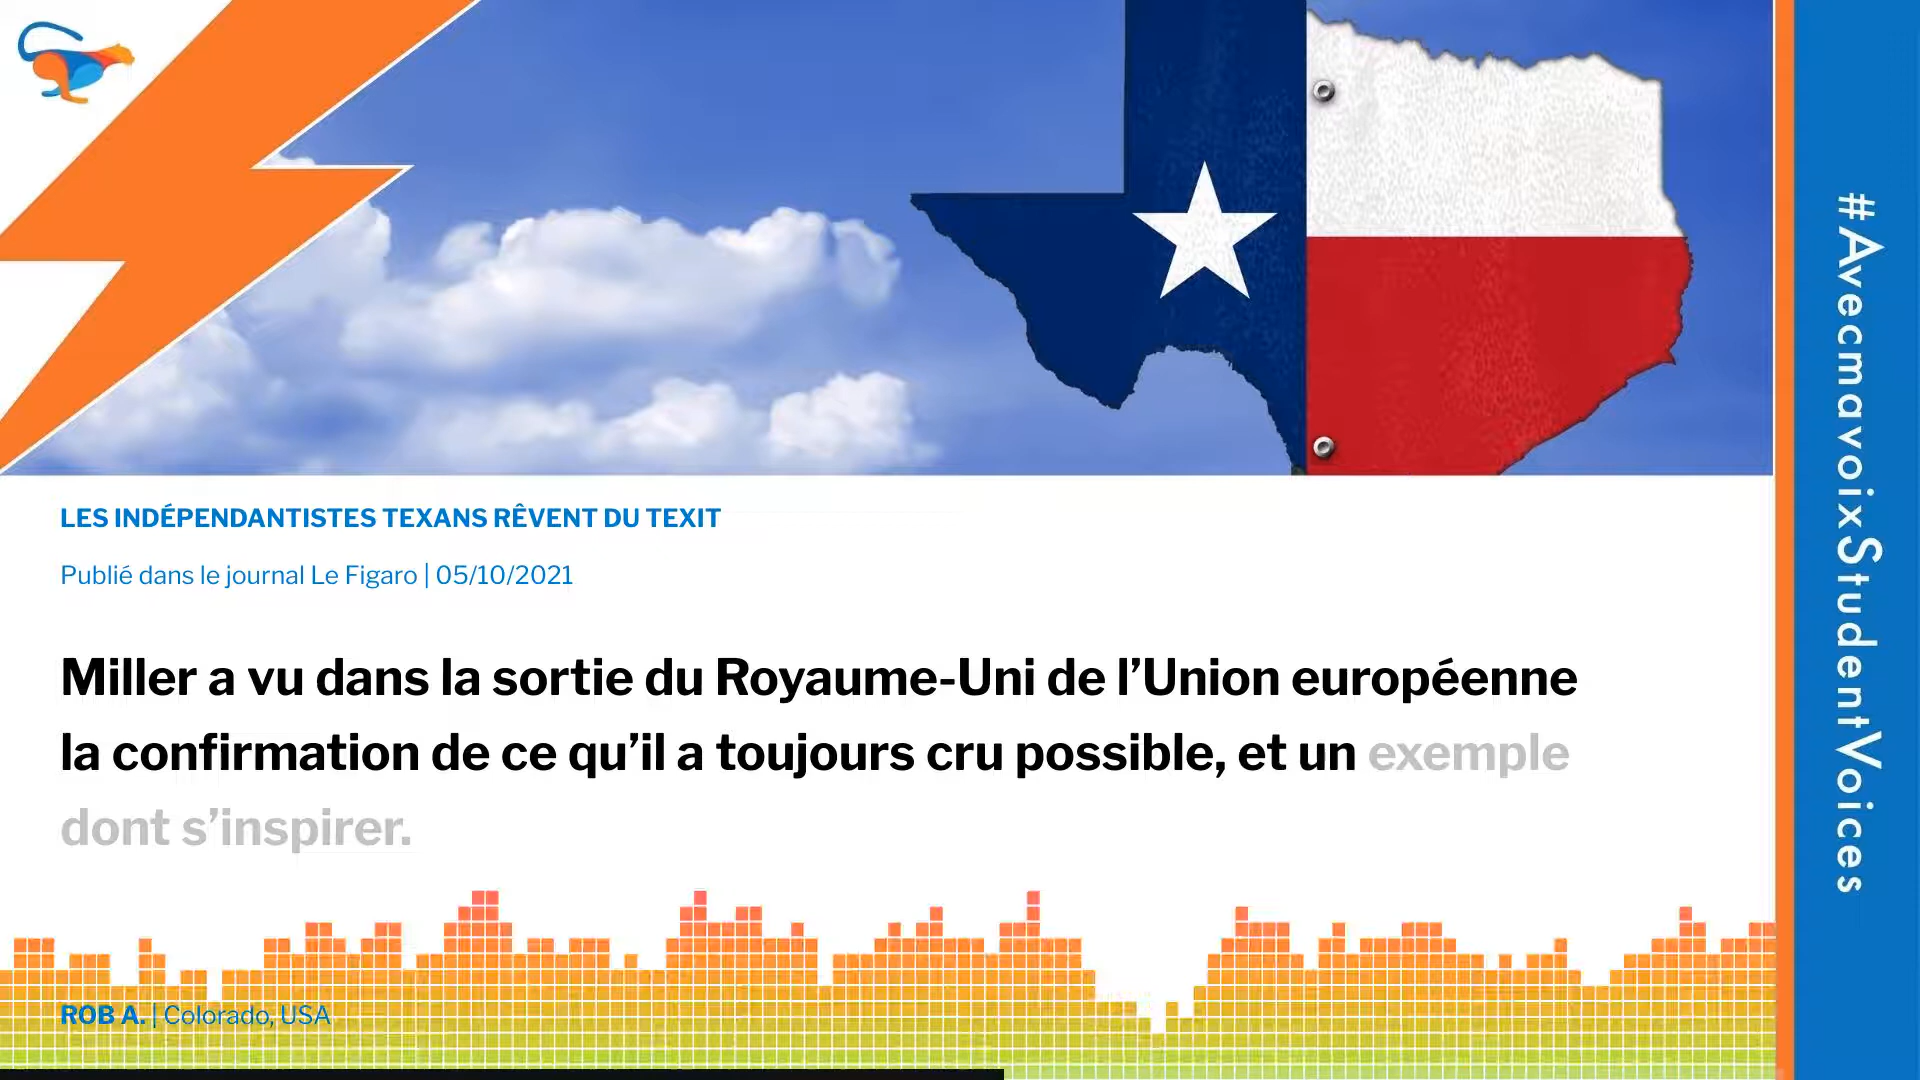 LES INDÉPENDANTISTES TEXANS RÊVENT DU TEXIT
Publié dans le journal Le Figaro | 05/10/2021
Miller a vu dans la sortie du Royaume-Uni de l’Union européenne
la confirmation de ce qu’il a toujours cru possible, et un exemple
dont s’inspirer.
ROB A. | Colorado, USA
#AvecmavoixStudentVoices